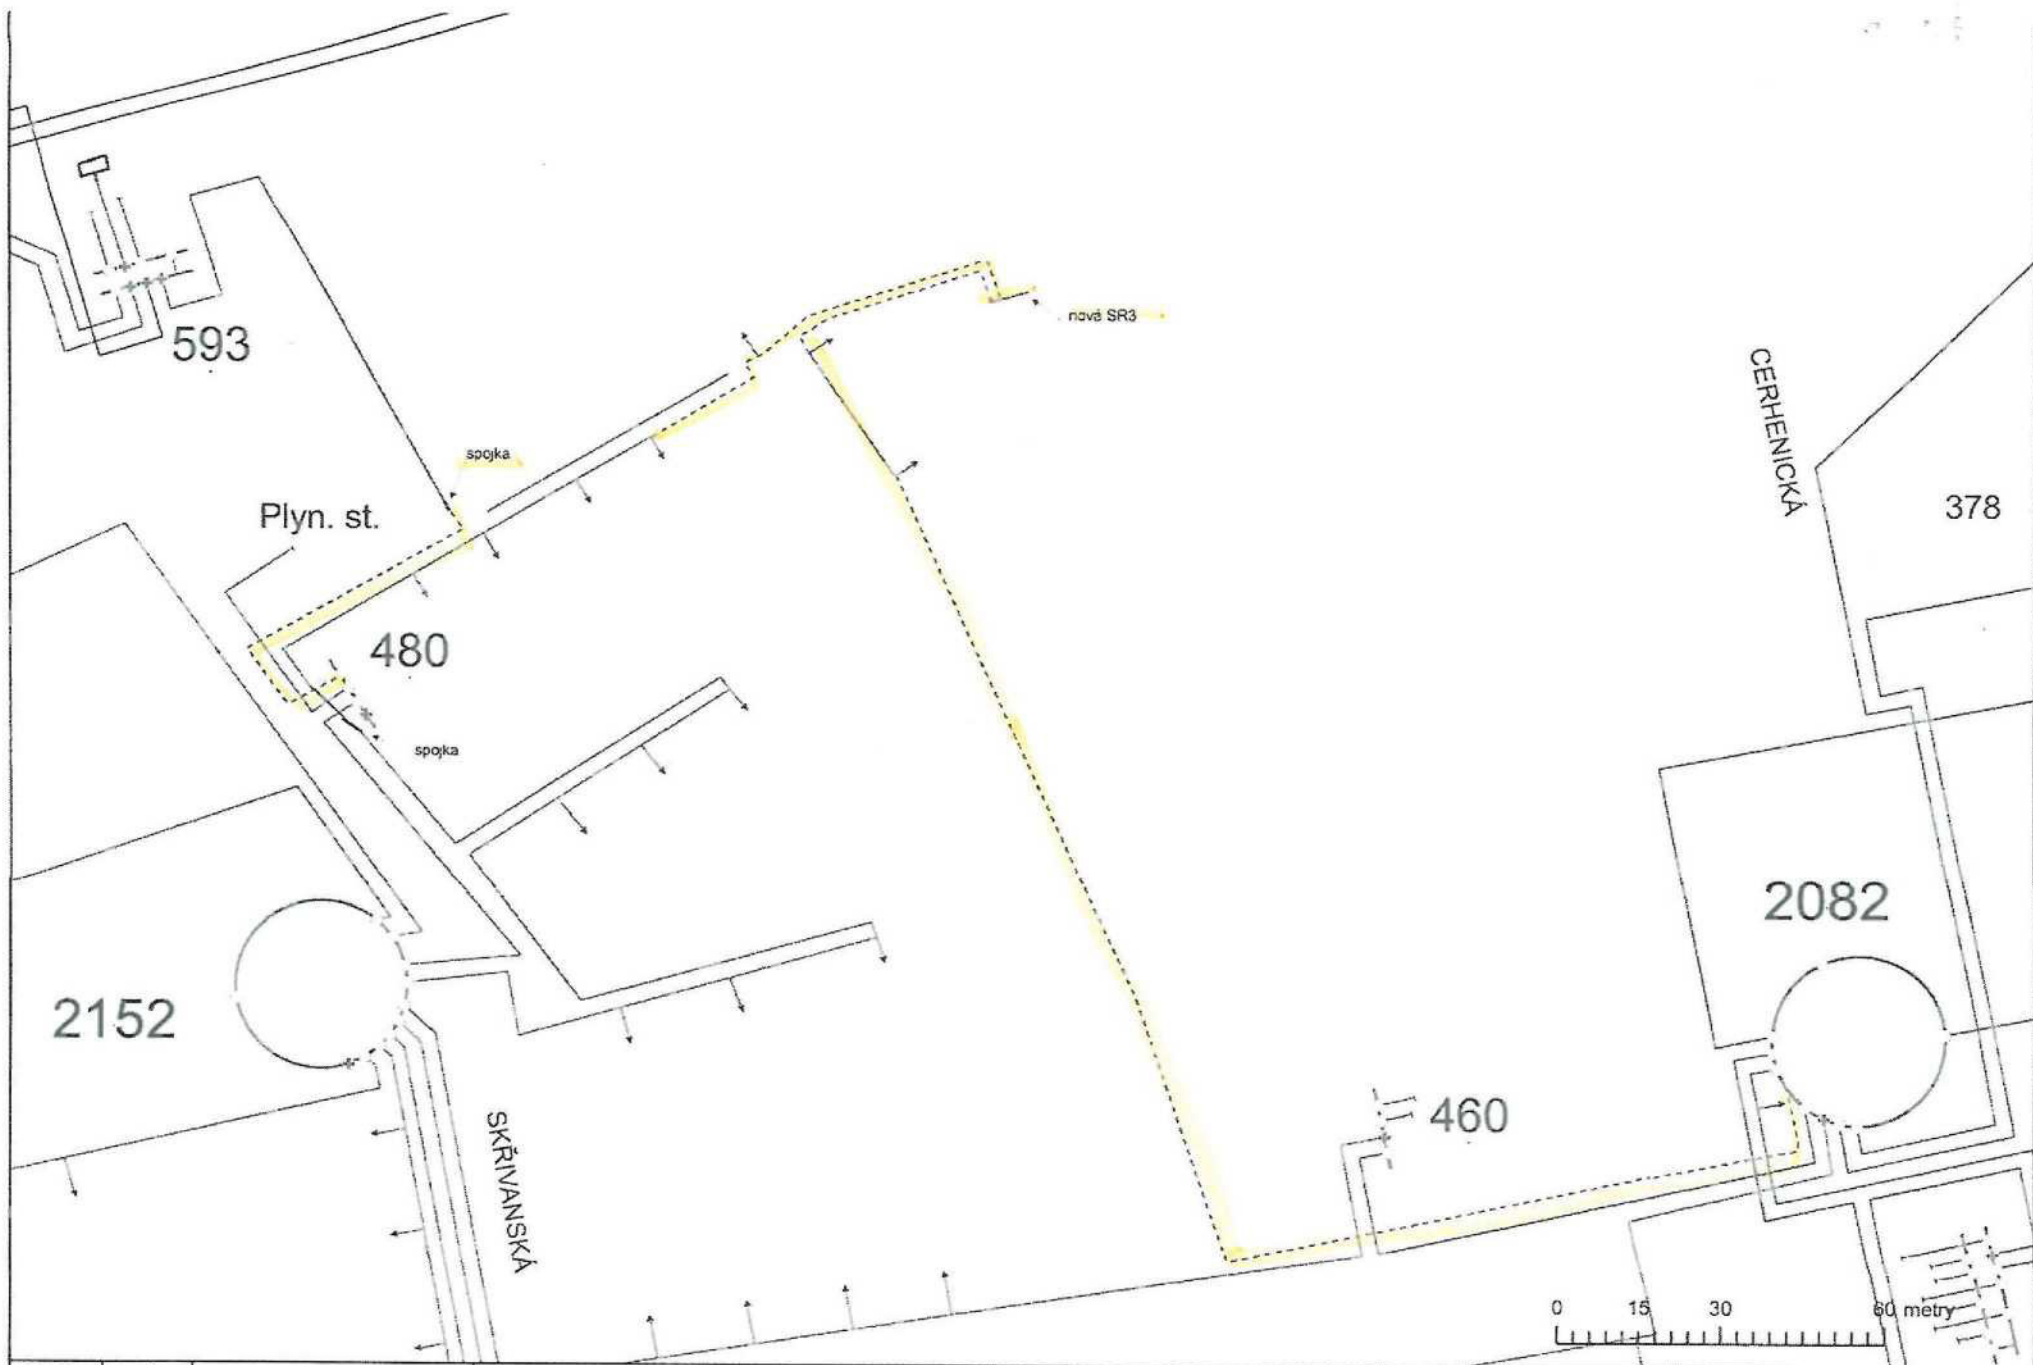 593
nová SR3
CERHENICKÁ
spojka
378
Plyn. st.
480
spojka
2082
2152
460
SKŘIVANSKÁ
0 15 30 60 metry